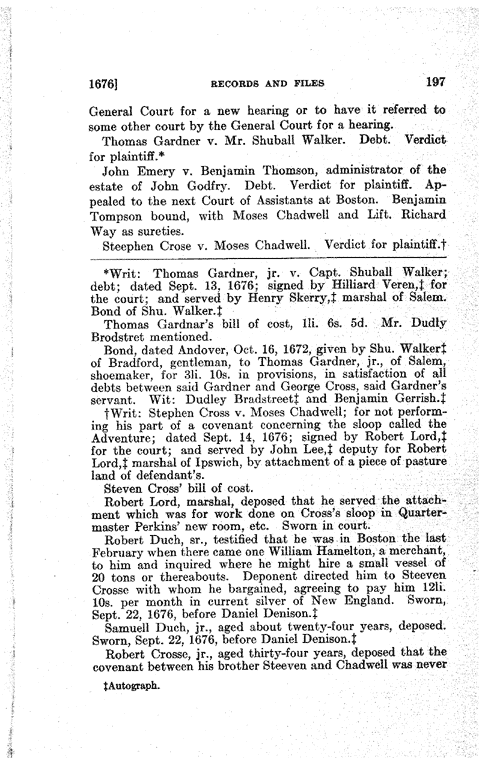 1676] RECORDS AND FILES 197
General Court for a new hearing or to have it referred to
some other court by the General Court for a hearing.
Thomas Gardner v. Mr. Shuball Walker. Debt. Verdict
for plaintiff.*
John Emery v. Benjamin Thomson, administrator of the
estate of John Godfry. Debt. Verdict for plaintiff. Ap-
pealed to the next Court of Assistants at Boston. Benjamin
Tompson bound, with Moses Chadwell and Lift. Richard
Way as sureties.
Steephen Crose v. Moses Chadwell. Verdict for plaintiff.†
*Writ: Thomas Gardner, jr. v. Capt. Shuball Walker;
debt; dated Sept. 13, 1676; signed by Hilliard Veren,‡ for
the court; and served by Henry Skerry,‡ marshal of Salem.
Bond of Shu. Walker.‡
Thomas Gardnar's bill of cost, 1li. 6s. 5d. Mr. Dudly
Brodstret mentioned.
Bond, dated Andover, Oct. 16, 1672, given by Shu. Walker‡
of Bradford, gentleman, to Thomas Gardner, jr., of Salem,
shoemaker, for 3li. 10s. in provisions, in satisfaction of all
debts between said Gardner and George Cross, said Gardner's
servant. Wit: Dudley Bradstreet‡ and Benjamin Gerrish.‡
†Writ: Stephen Cross v. Moses Chadwell; for not perform-
ing his part of a covenant concerning the sloop called the
Adventure; dated Sept. 14, 1676; signed by Robert Lord,‡
for the court; and served by John Lee,‡ deputy for Robert
Lord,‡ marshal of Ipswich, by attachment of a piece of pasture
land of defendant's.
Steven Cross' bill of cost.
Robert Lord, marshal, deposed that he served the attach-
ment which was for work done on Cross's sloop in Quarter-
master Perkins' new room, etc. Sworn in court.
Robert Duch, sr., testified that he was in Boston the last
February when there came one William Hamelton, a merchant,
to him and inquired where he might hire a small vessel of
20 tons or thereabouts. Deponent directed him to Steeven
Crosse with whom he bargained, agreeing to pay him 12li.
10s. per month in current silver of New England. Sworn,
Sept. 22, 1676, before Daniel Denison.‡
Samuell Duch, jr., aged about twenty-four years, deposed.
Sworn, Sept. 22, 1676, before Daniel Denison.‡
Robert Crosse, jr., aged thirty-four years, deposed that the
covenant between his brother Steeven and Chadwell was never
‡Autograph.